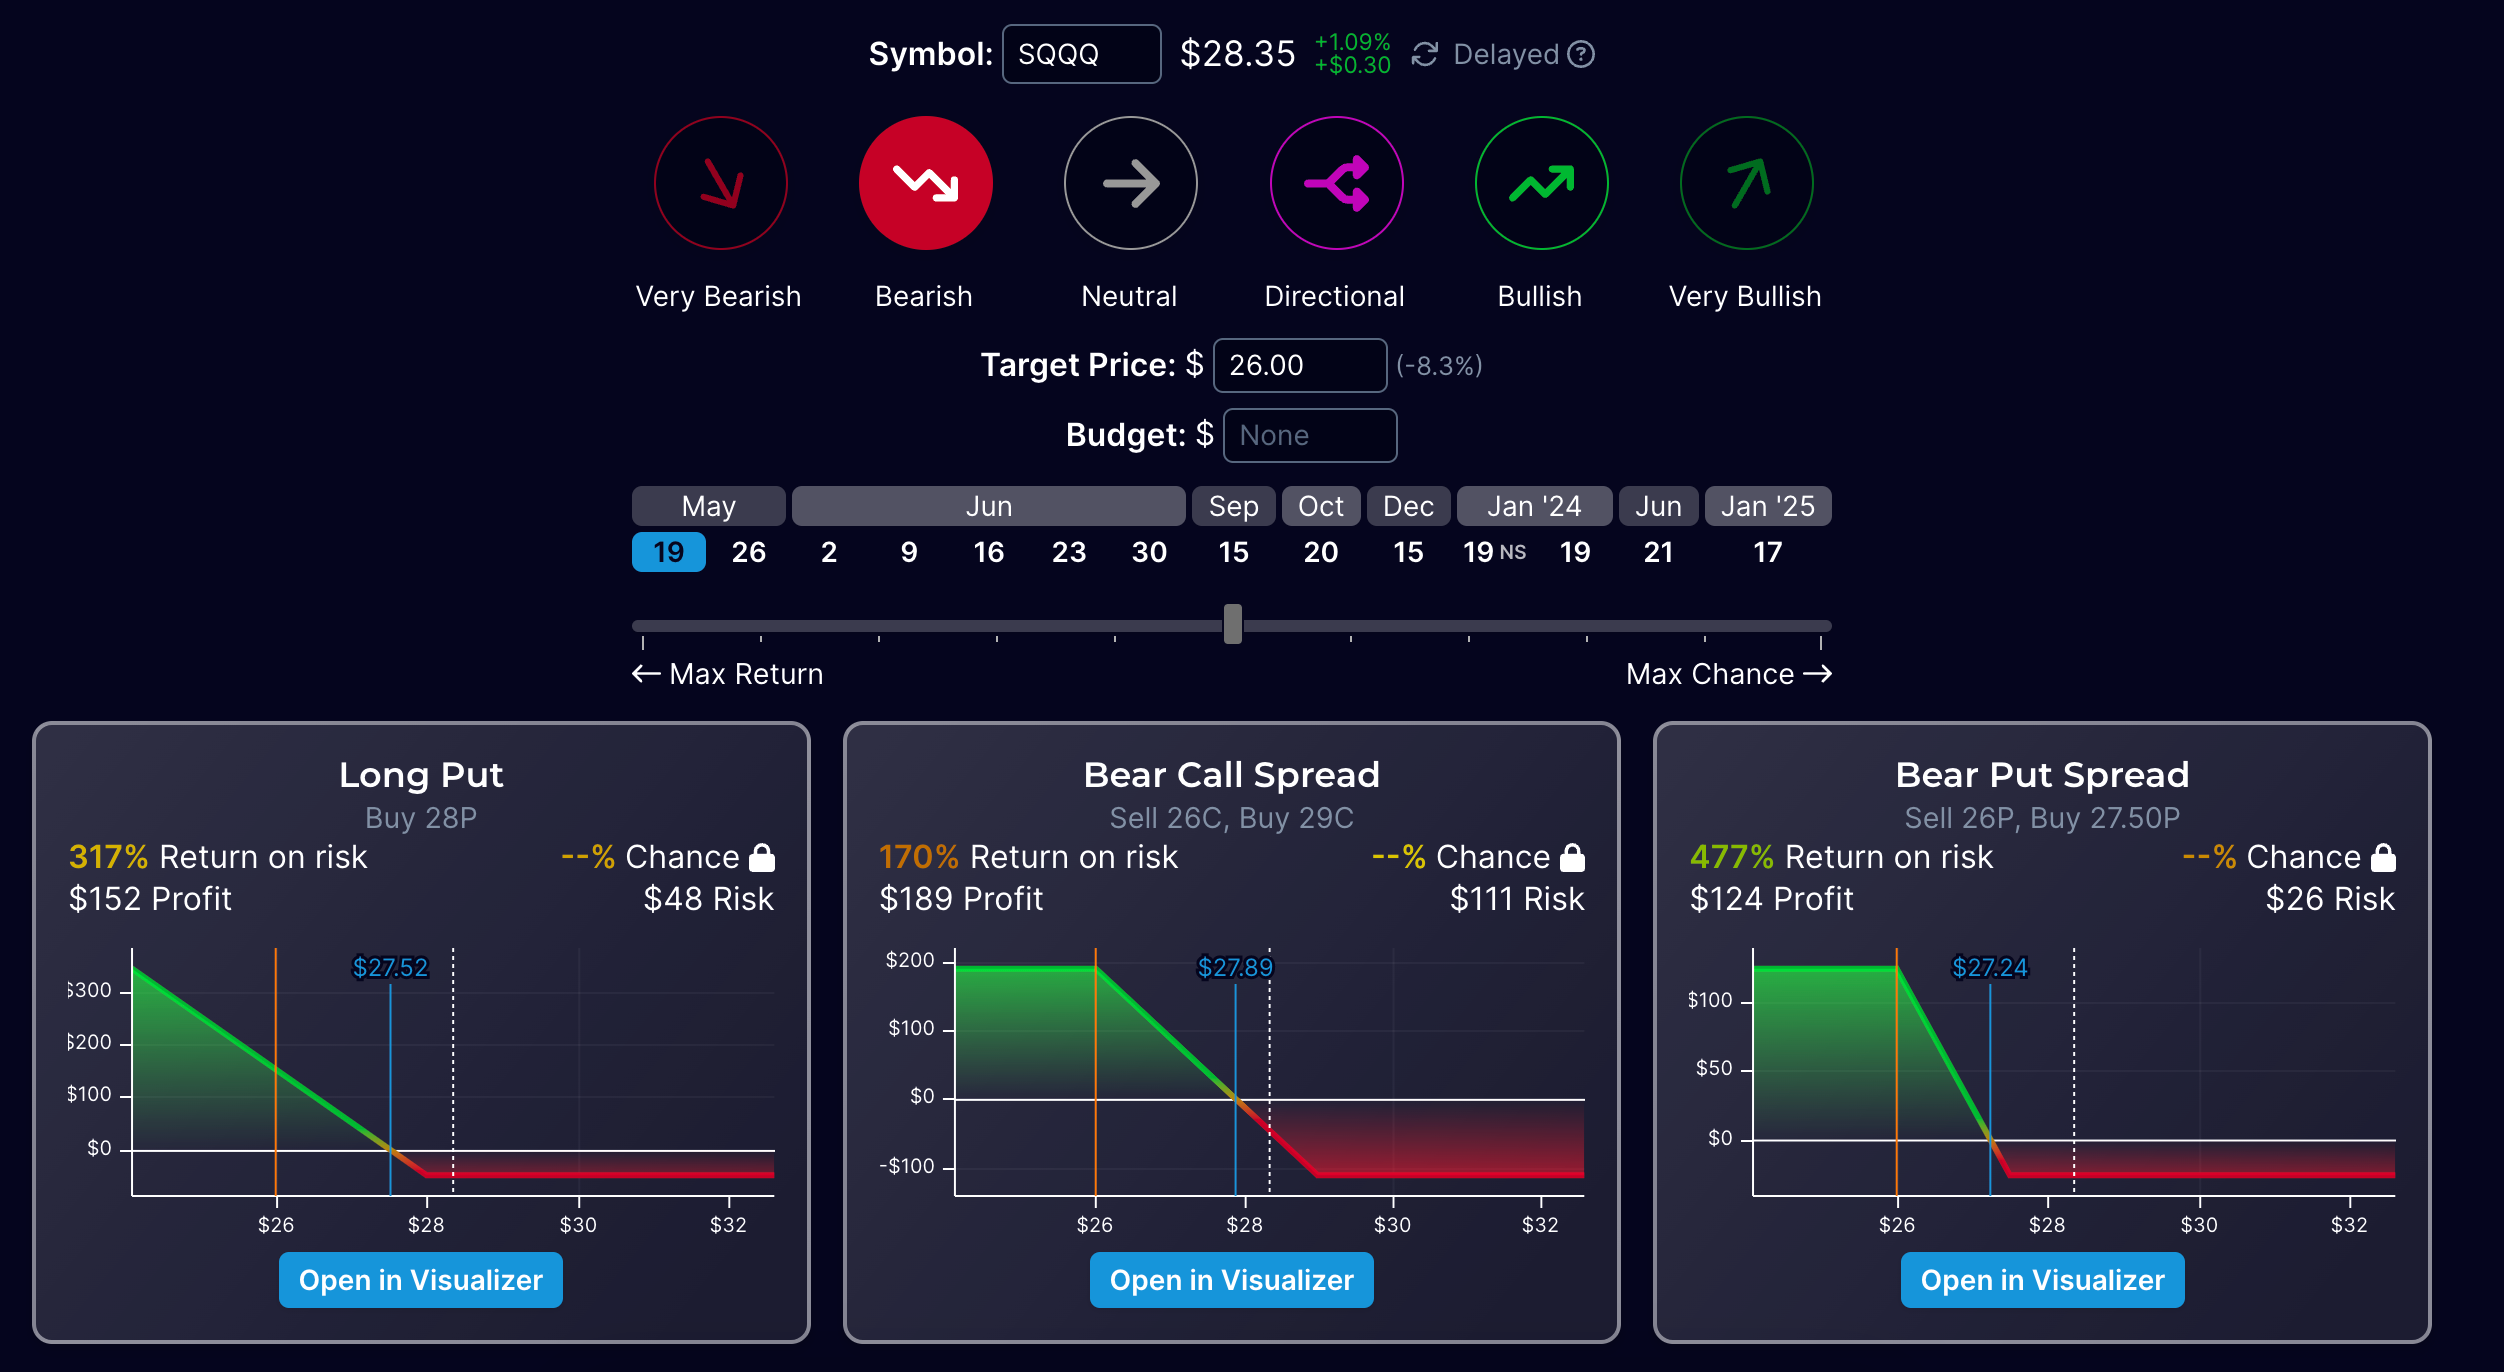 Symbol: SQQQ $28.35 +1.09% +$0.30 Delayed ?
Very Bearish Bearish Neutral Directional Bullish Very Bullish
Target Price: $ 26.00 (-8.3%)
Budget: $ None
May Jun Sep Oct Dec Jan '24 Jun Jan '25
19 26 2 9 16 23 30 15 20 15 19 NS 19 21 17
← Max Return Max Chance →
Long Put
Buy 28P
317% Return on risk --% Chance
$152 Profit $48 Risk
$27.52
$300
$200
$100
$0
$26 $28 $30 $32
Open in Visualizer
Bear Call Spread
Sell 26C, Buy 29C
170% Return on risk --% Chance
$189 Profit $111 Risk
$27.89
$200
$100
$0
-$100
$26 $28 $30 $32
Open in Visualizer
Bear Put Spread
Sell 26P, Buy 27.50P
477% Return on risk --% Chance
$124 Profit $26 Risk
$27.24
$100
$50
$0
$26 $28 $30 $32
Open in Visualizer